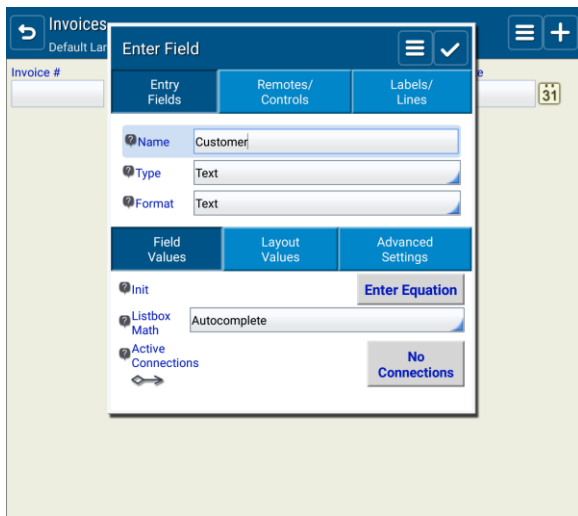 Invoices
Default Lar
Enter Field
Invoice #
e
31
Entry
Fields
Remotes/
Controls
Labels/
Lines
Name
Customer
Type
Text
Format
Text
Field
Values
Layout
Values
Advanced
Settings
Init
Enter Equation
Listbox
Math
Autocomplete
Active
Connections
No
Connections